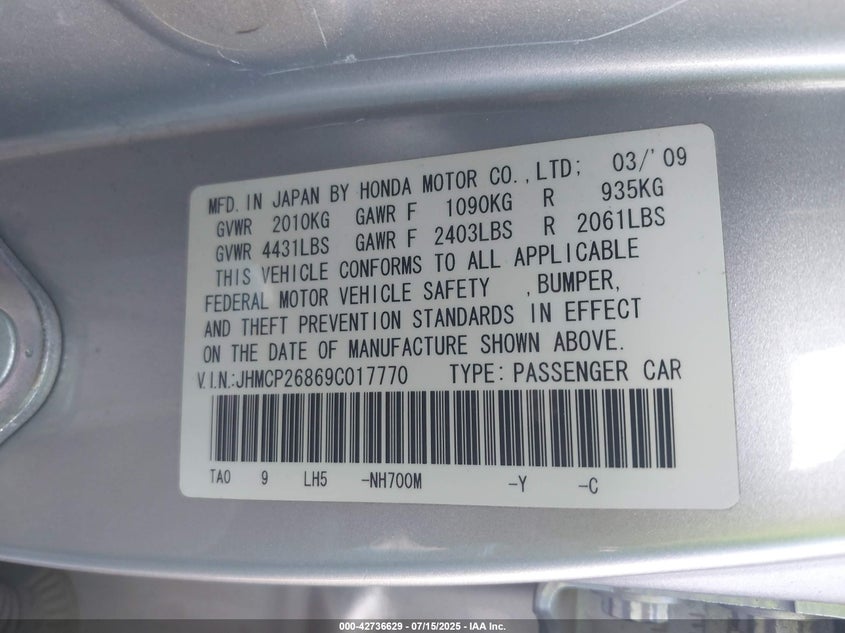 MFD. IN JAPAN BY HONDA MOTOR CO.,LTD; 03/'09
GVWR 2010KG GAWR F 1090KG R 935KG
GVWR 4431LBS GAWR F 2403LBS R 2061LBS
THIS VEHICLE CONFORMS TO ALL APPLICABLE
FEDERAL MOTOR VEHICLE SAFETY ,BUMPER,
AND THEFT PREVENTION STANDARDS IN EFFECT
ON THE DATE OF MANUFACTURE SHOWN ABOVE.
V.I.N.:JHMCP26869C017770 TYPE: PASSENGER CAR
TA0 9 LH5 -NH700M -Y -C
000-42736629 - 07/15/2025 - IAA Inc.